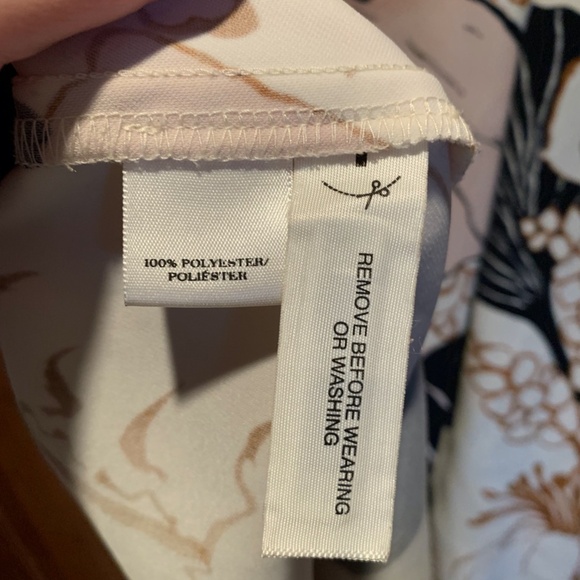 100% POLYESTER/
POLIÉSTER
REMOVE BEFORE WEARING
OR WASHING